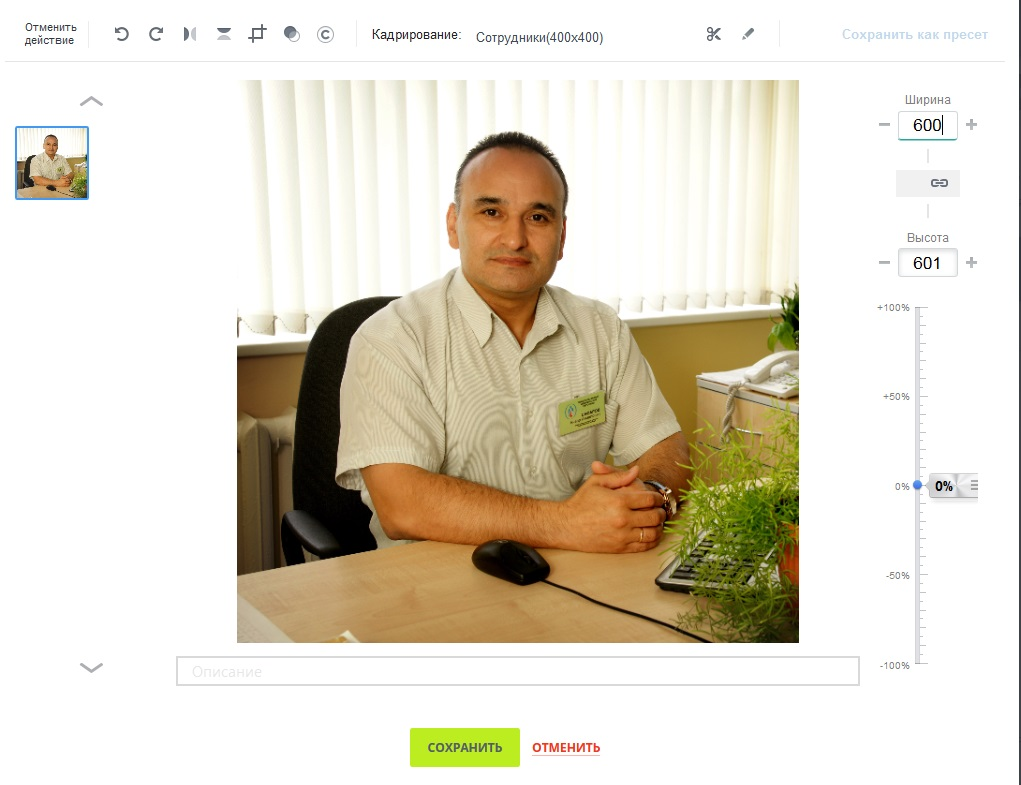 Отменить
действие
Кадрирование:
Сотрудники(400x400)
Сохранить как пресет
Ширина
600
Высота
601
+100%
+50%
0%
0%
-50%
-100%
Описание
СОХРАНИТЬ
ОТМЕНИТЬ